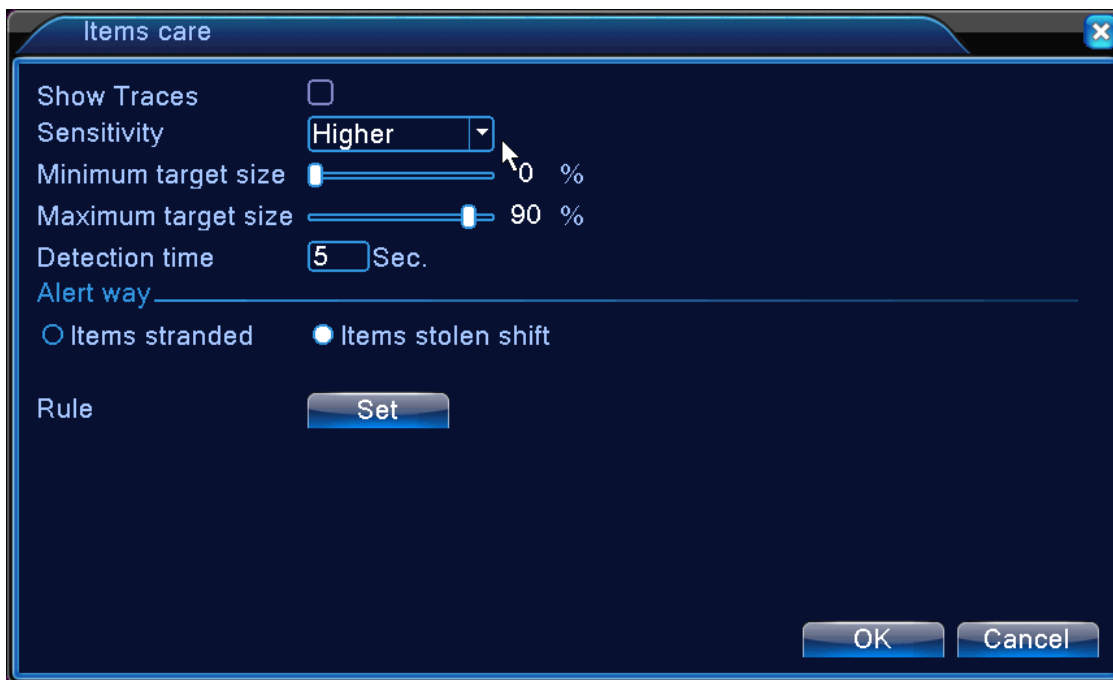 Items care
Show Traces
Sensitivity Higher
Minimum target size 0 %
Maximum target size 90 %
Detection time 5 Sec.
Alert way
Items stranded Items stolen shift
Rule Set
OK Cancel